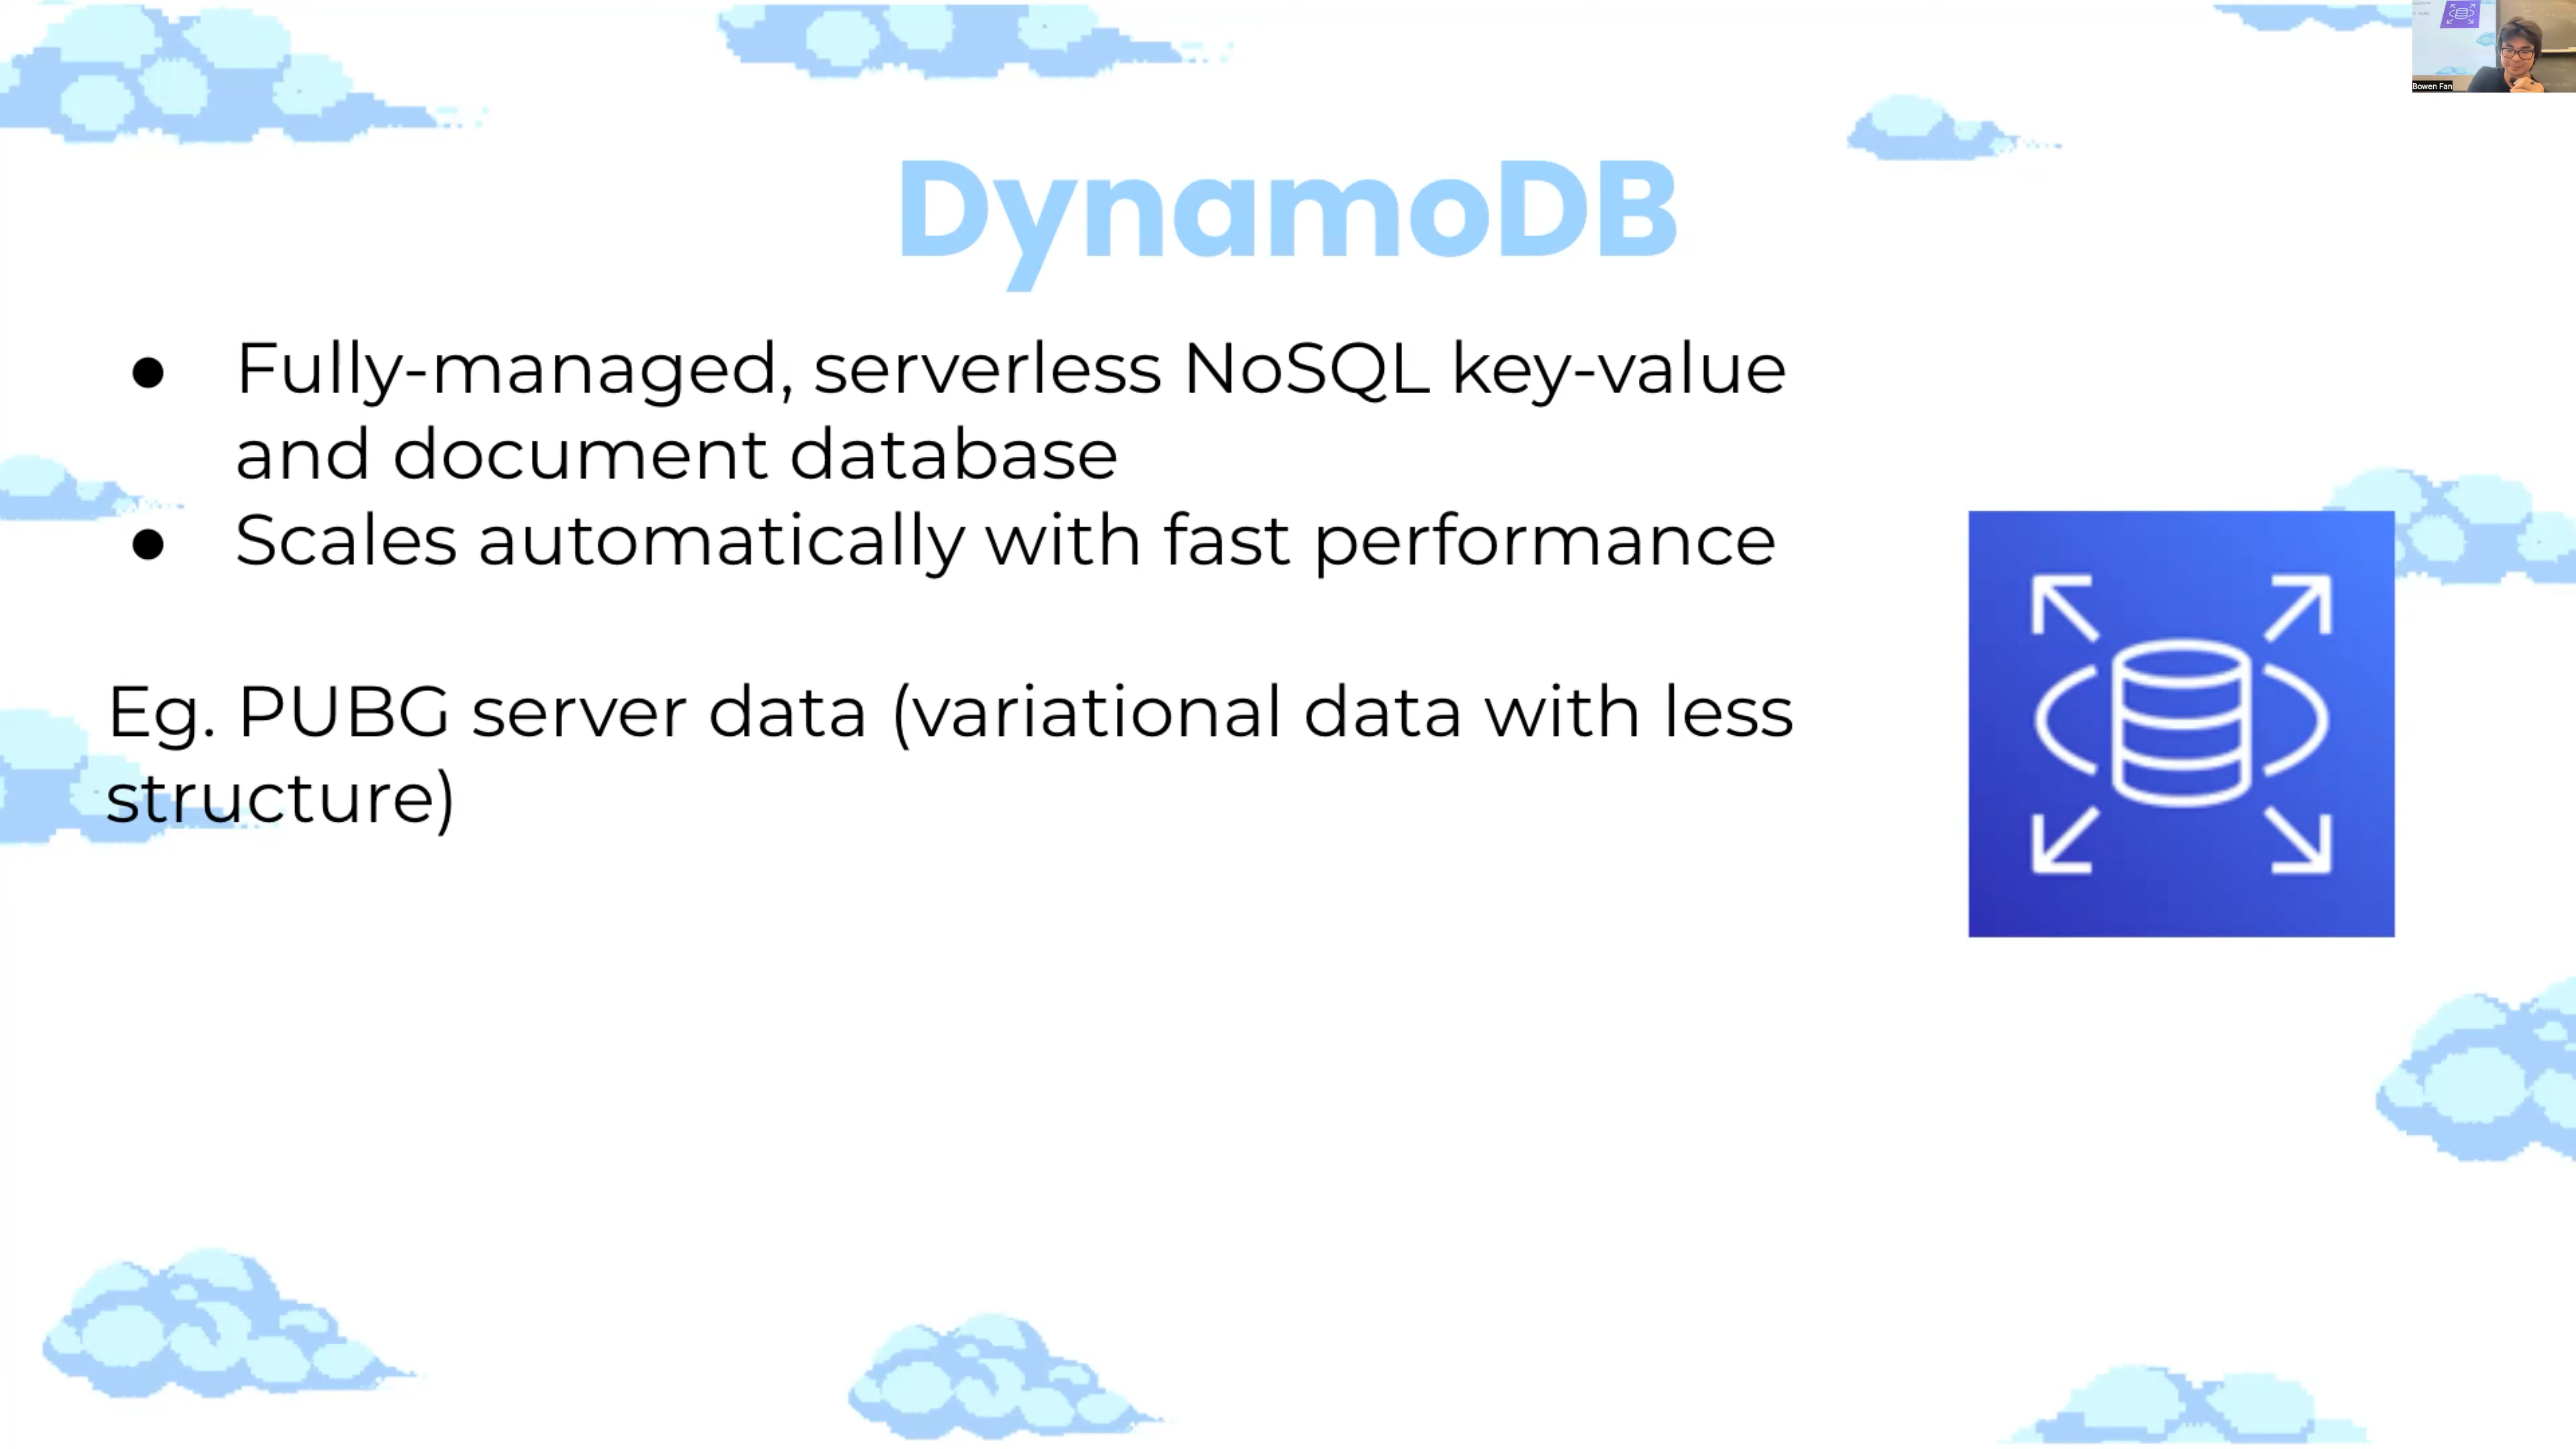 Bowen Fan
DynamoDB
● Fully-managed, serverless NoSQL key-value
and document database
● Scales automatically with fast performance
Eg. PUBG server data (variational data with less
structure)